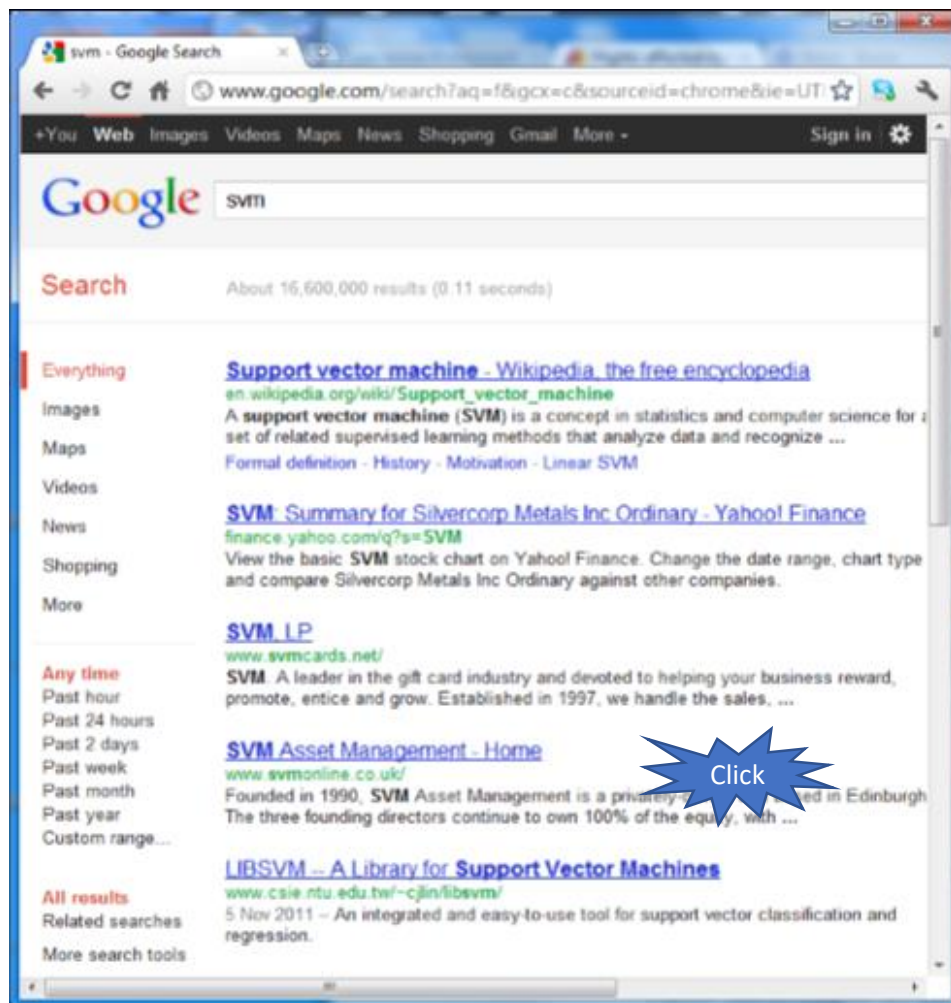 svm - Google Search
www.google.com/search?aq=f&gcx=c&sourceid=chrome&ie=UT
+You Web Images Videos Maps News Shopping Gmail More Sign in
Google svm
Search About 16,600,000 results (0.11 seconds)
Everything
Images
Maps
Videos
News
Shopping
More
Any time
Past hour
Past 24 hours
Past 2 days
Past week
Past month
Past year
Custom range...
All results
Related searches
More search tools
Support vector machine - Wikipedia, the free encyclopedia
en.wikipedia.org/wiki/Support_vector_machine
A support vector machine (SVM) is a concept in statistics and computer science for a
set of related supervised learning methods that analyze data and recognize ...
Formal definition - History - Motivation - Linear SVM
SVM: Summary for Silvercorp Metals Inc Ordinary - Yahoo! Finance
finance.yahoo.com/q?s=SVM
View the basic SVM stock chart on Yahoo! Finance. Change the date range, chart type
and compare Silvercorp Metals Inc Ordinary against other companies.
SVM, LP
www.svmcards.net/
SVM. A leader in the gift card industry and devoted to helping your business reward,
promote, entice and grow. Established in 1997, we handle the sales, ...
SVM Asset Management - Home
www.svmonline.co.uk/
Founded in 1990, SVM Asset Management is a in Edinburgh
The three founding directors continue to own 100% of the equity, with ...
Click
LIBSVM -- A Library for Support Vector Machines
www.csie.ntu.edu.tw/~cjlin/libsvm/
5 Nov 2011 – An integrated and easy-to-use tool for support vector classification and
regression.